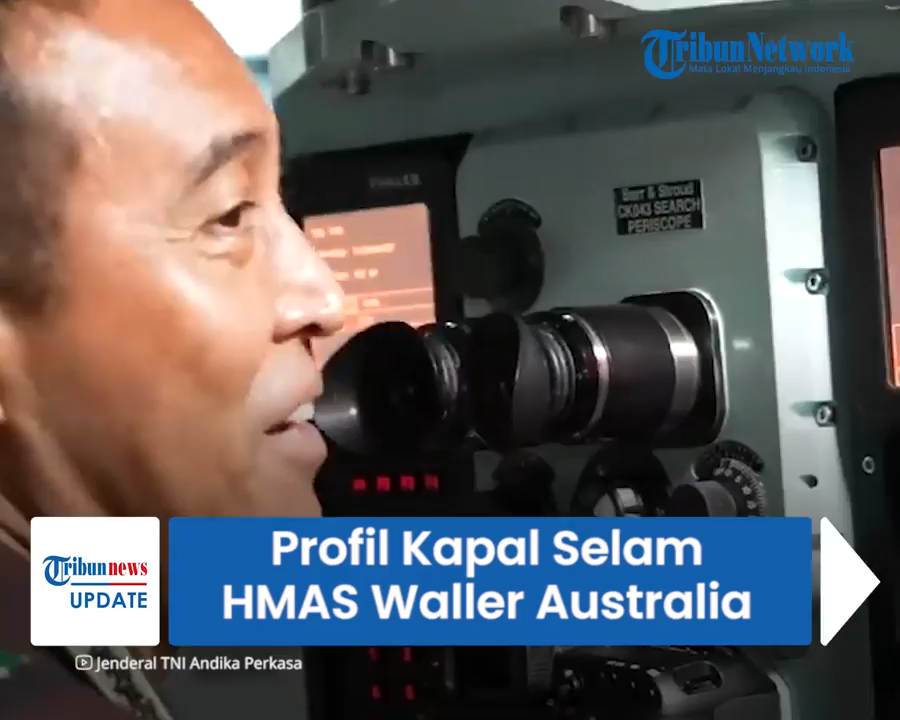 TribunNetwork
Mata Lokal Menjangkau Indonesia
THALES
Barr & Stroud
CK043 SEARCH
PERISCOPE
Profil Kapal Selam
HMAS Waller Australia
Tribunnews
UPDATE
Jenderal TNI Andika Perkasa